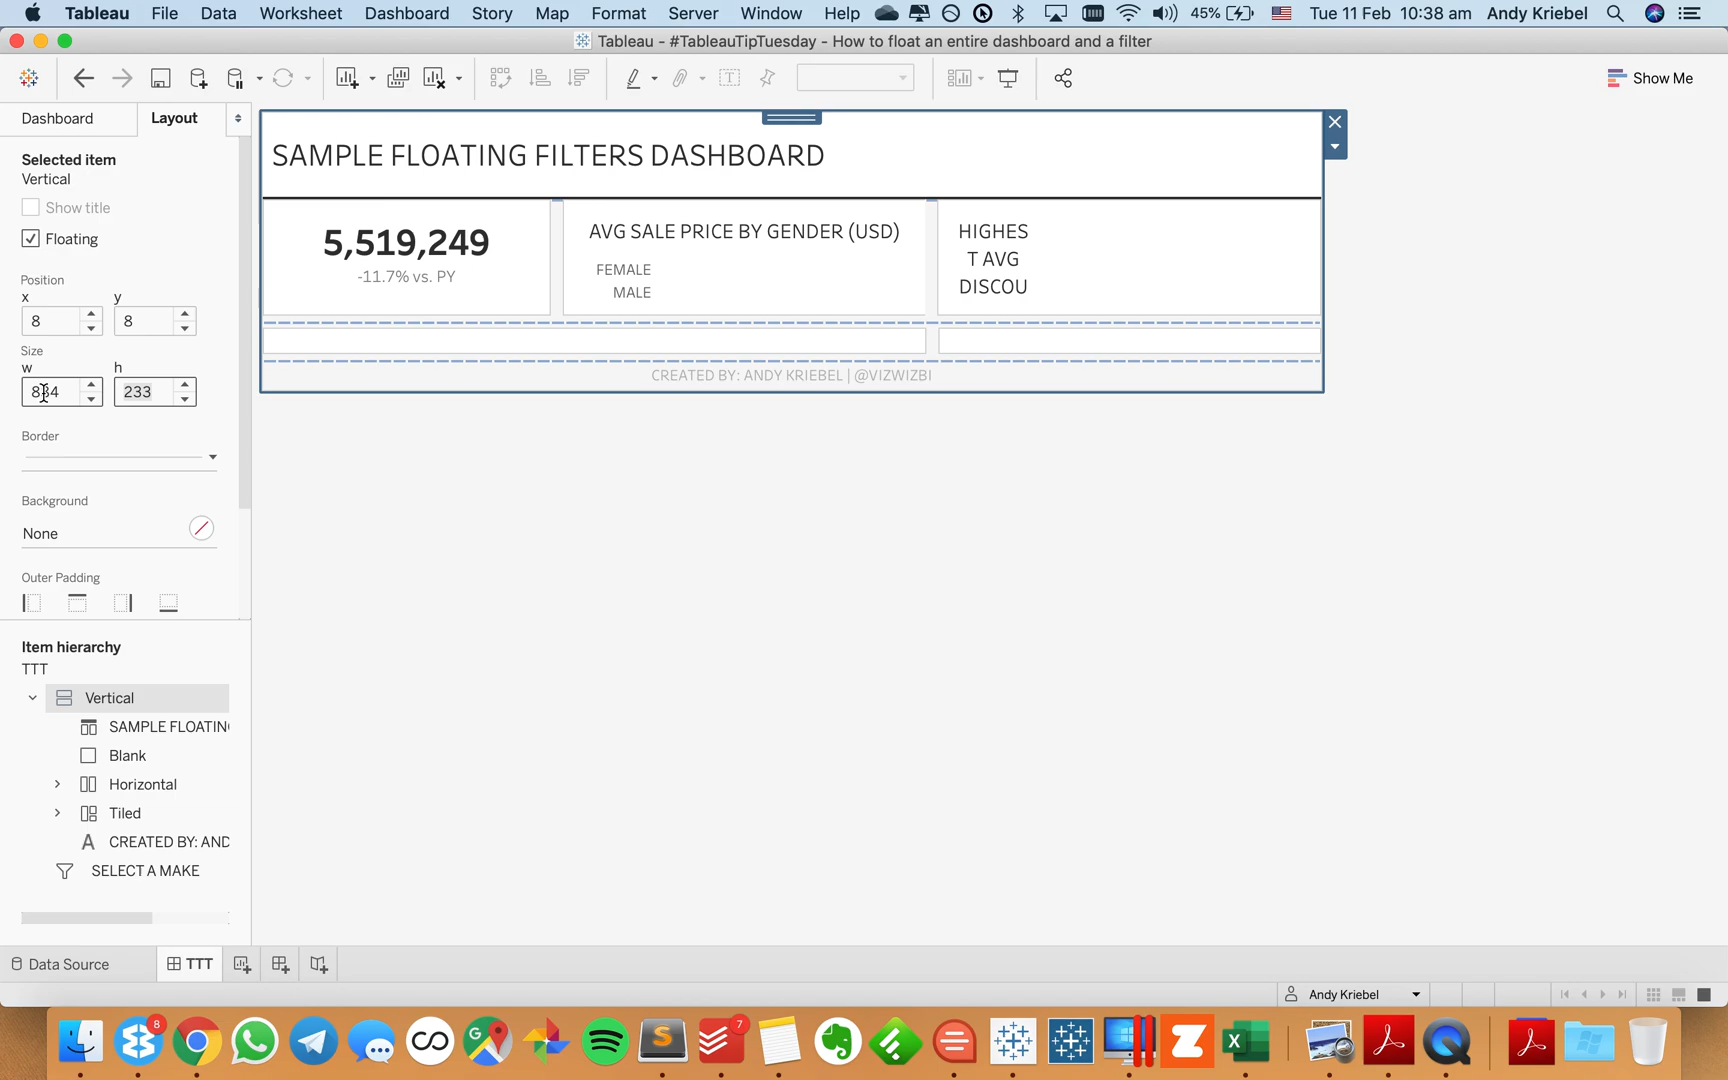 Tableau File Data Worksheet Dashboard Story Map Format Server Window Help 45% Tue 11 Feb 10:38 am Andy Kriebel
Tableau - #TableauTipTuesday - How to float an entire dashboard and a filter
Show Me
Dashboard Layout
Selected item
Vertical
Show title
Floating
Position
x y
8 8
Size
w h
834 233
Border
Background
None
Outer Padding
Item hierarchy
TTT
Vertical
SAMPLE FLOATING
Blank
Horizontal
Tiled
CREATED BY: AND
SELECT A MAKE
SAMPLE FLOATING FILTERS DASHBOARD
5,519,249
-11.7% vs. PY
AVG SALE PRICE BY GENDER (USD)
FEMALE
MALE
HIGHES
T AVG
DISCOU
CREATED BY: ANDY KRIEBEL | @VIZWIZBI
Data Source TTT
Andy Kriebel
8
7